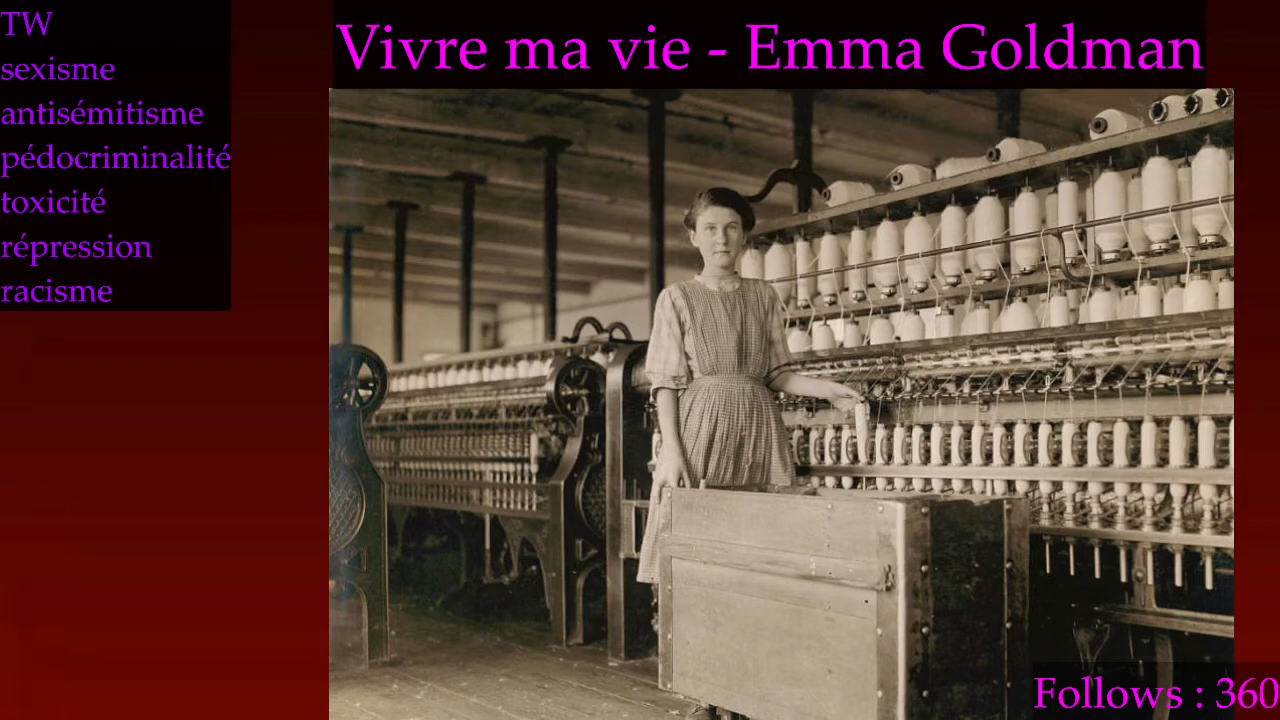 TW
sexisme
antisémitisme
pédocriminalité
toxicité
répression
racisme
Vivre ma vie - Emma Goldman
Follows : 360